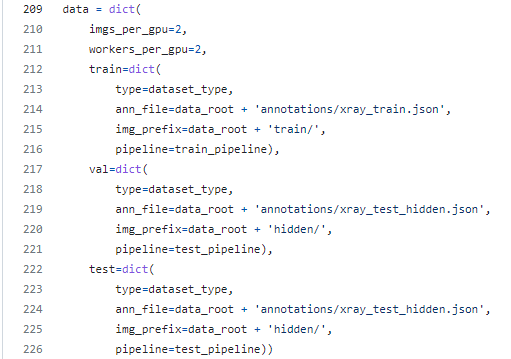 209 data = dict(
210     imgs_per_gpu=2,
211     workers_per_gpu=2,
212     train=dict(
213         type=dataset_type,
214         ann_file=data_root + 'annotations/xray_train.json',
215         img_prefix=data_root + 'train/',
216         pipeline=train_pipeline),
217     val=dict(
218         type=dataset_type,
219         ann_file=data_root + 'annotations/xray_test_hidden.json',
220         img_prefix=data_root + 'hidden/',
221         pipeline=test_pipeline),
222     test=dict(
223         type=dataset_type,
224         ann_file=data_root + 'annotations/xray_test_hidden.json',
225         img_prefix=data_root + 'hidden/',
226         pipeline=test_pipeline))